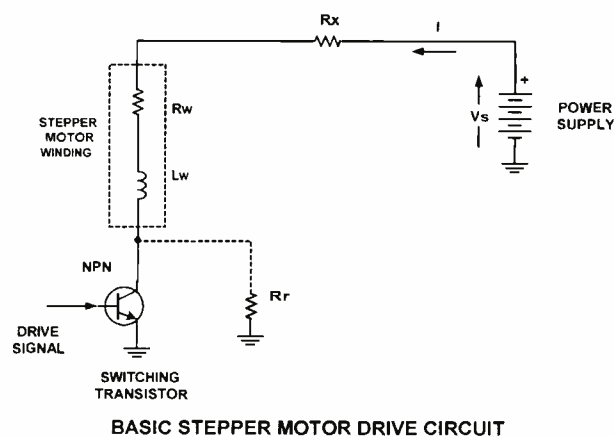 Rx
I
Rw
STEPPER
MOTOR
WINDING
Lw
+
Vs
POWER
SUPPLY
NPN
Rr
DRIVE
SIGNAL
SWITCHING
TRANSISTOR
BASIC STEPPER MOTOR DRIVE CIRCUIT